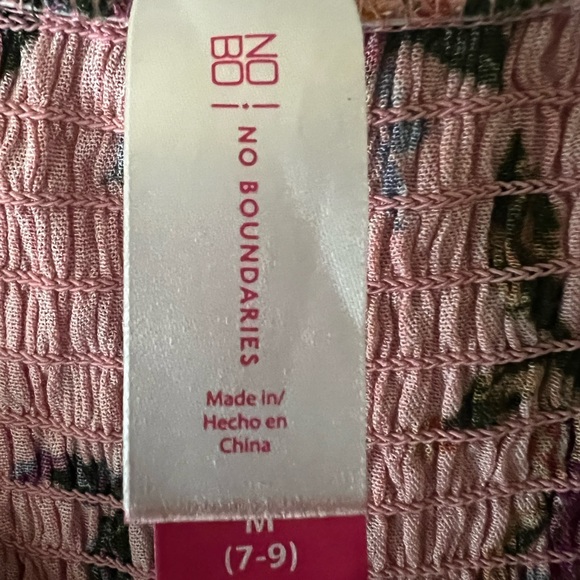 NO!
BO!
NO BOUNDARIES
Made in/
Hecho en
China
M
(7-9)